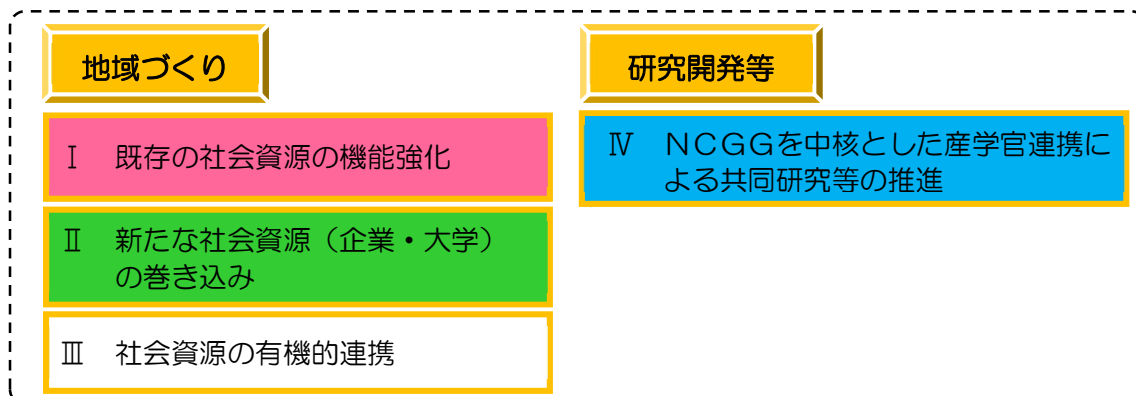 地域づくり
Ⅰ 既存の社会資源の機能強化
Ⅱ 新たな社会資源（企業・大学）
の巻き込み
Ⅲ 社会資源の有機的連携
研究開発等
Ⅳ ＮＣＧＧを中核とした産学官連携に
よる共同研究等の推進